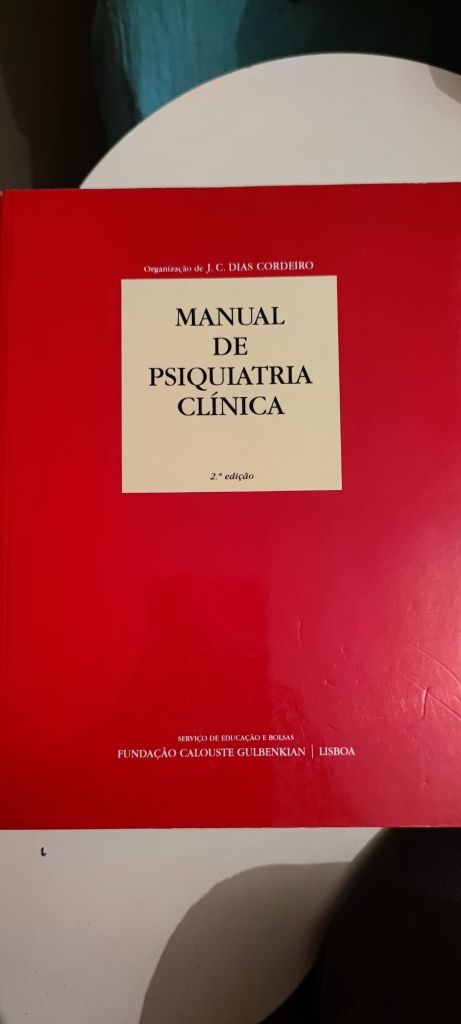 Organização de J. C. DIAS CORDEIRO
MANUAL
DE
PSIQUIATRIA
CLÍNICA
2.ª edição
SERVIÇO DE EDUCAÇÃO E BOLSAS
FUNDAÇÃO CALOUSTE GULBENKIAN | LISBOA